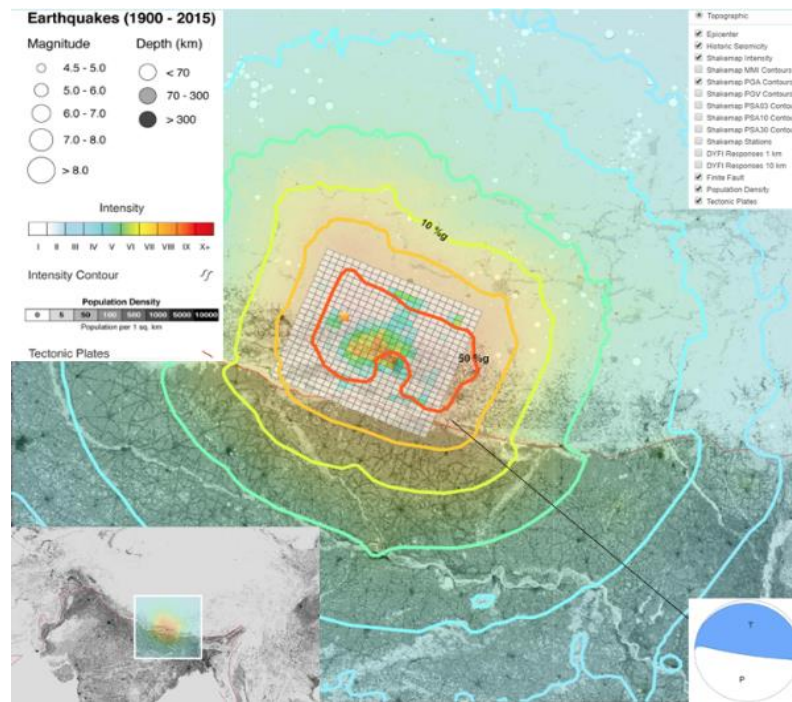 Earthquakes (1900 - 2015)
Magnitude
Depth (km)
4.5 - 5.0
5.0 - 6.0
6.0 - 7.0
7.0 - 8.0
> 8.0
< 70
70 - 300
> 300
Intensity
I II III IV V VI VII VIII IX X+
Intensity Contour
Population Density
0 5 50 100 500 1000 5000 10000
Population per 1 sq. km
Tectonic Plates
Topographic
Epicenter
Historic Seismicity
Shakemap Intensity
Shakemap MMI Contours
Shakemap PGA Contours
Shakemap PGV Contours
Shakemap PSA03 Contou
Shakemap PSA10 Contou
Shakemap PSA30 Contou
Shakemap Stations
DYFI Responses 1 km
DYFI Responses 10 km
Finite Fault
Population Density
Tectonic Plates
10 %g
50 %g
T
P